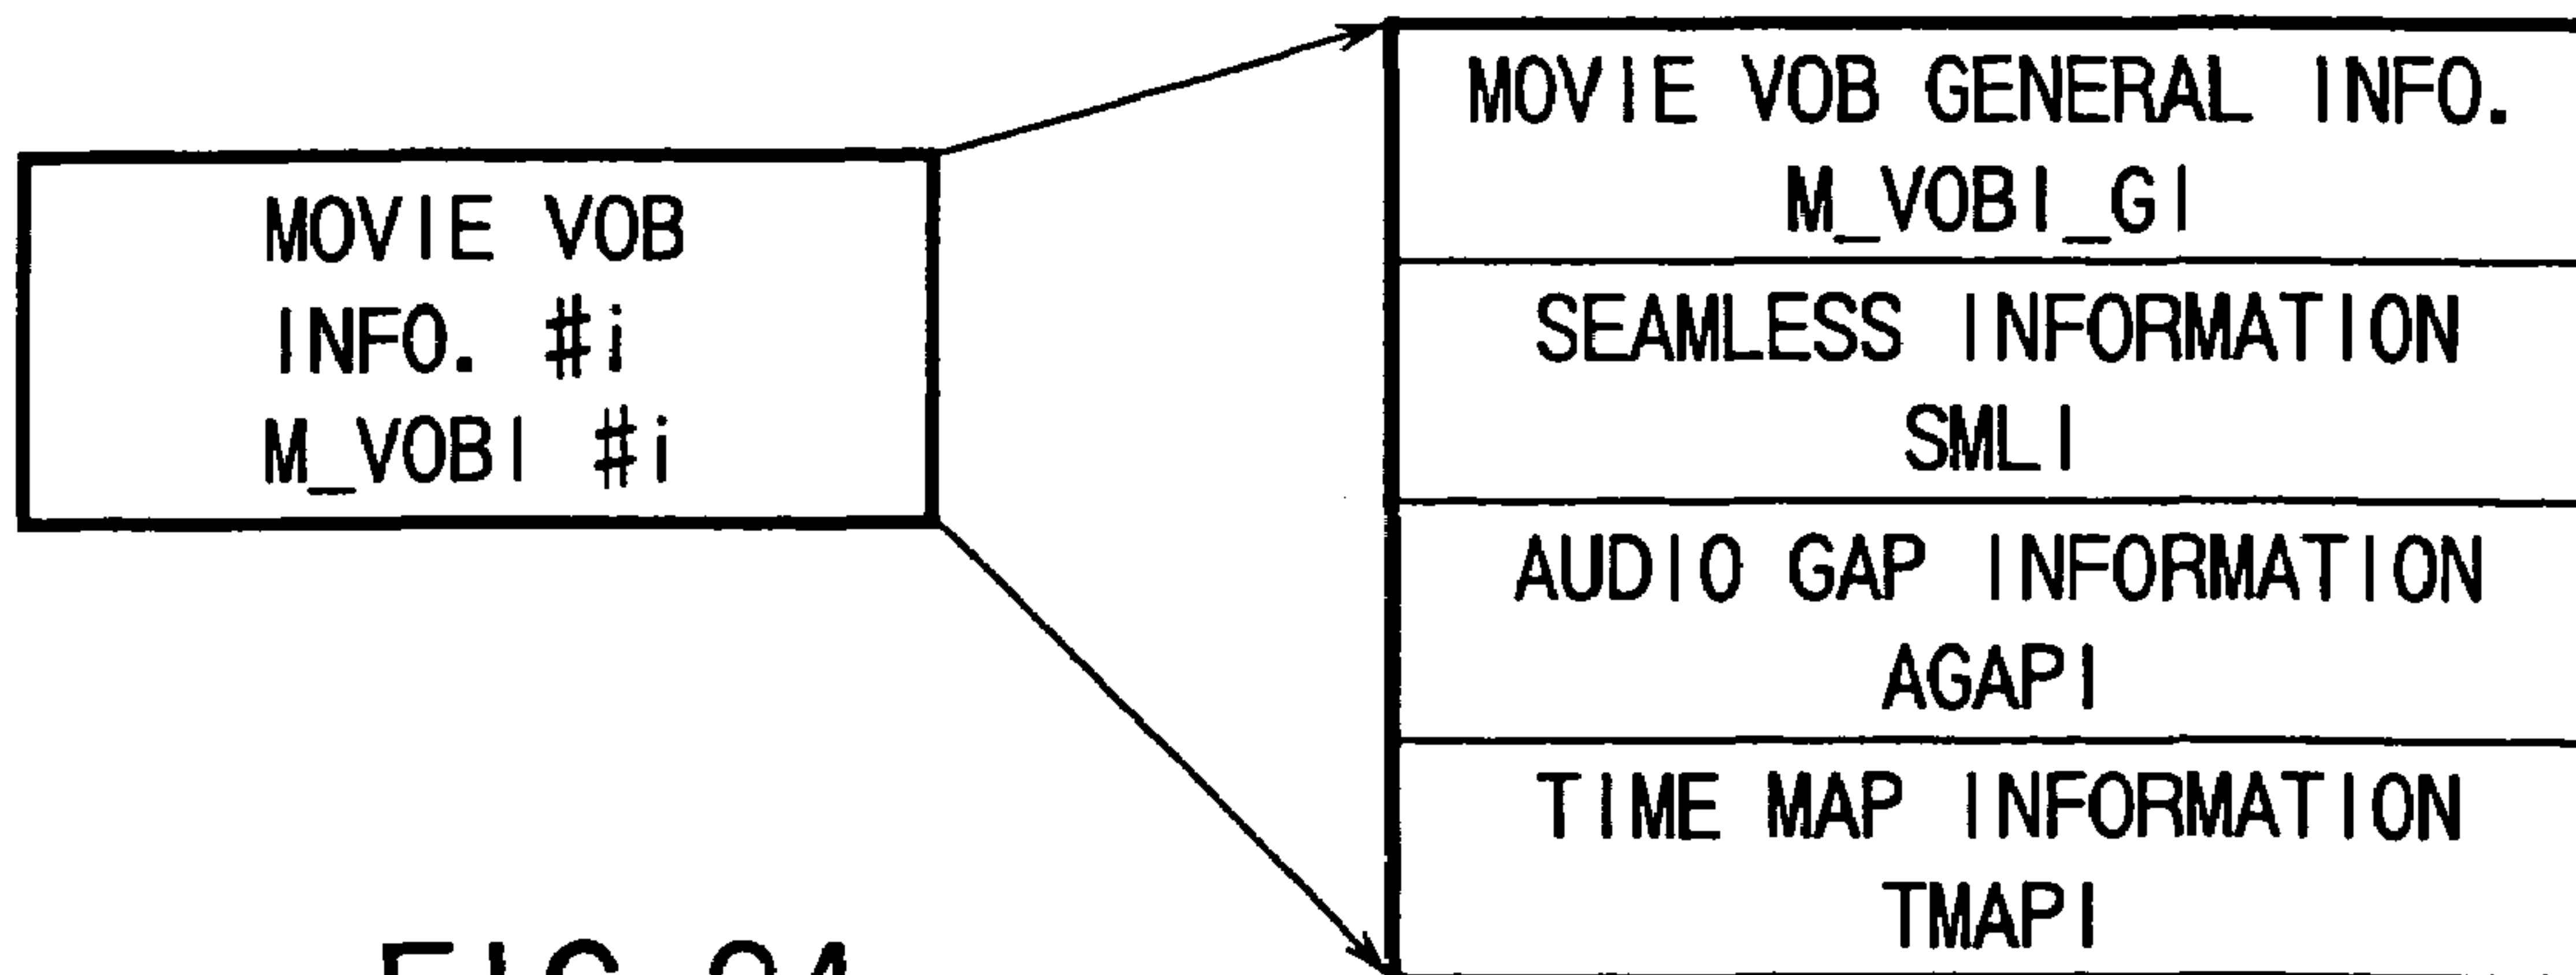 MOVIE VOB
INFO. #i
M_VOBI #i
MOVIE VOB GENERAL INFO.
M_VOBI_GI
SEAMLESS INFORMATION
SMLI
AUDIO GAP INFORMATION
AGAPI
TIME MAP INFORMATION
TMAPI